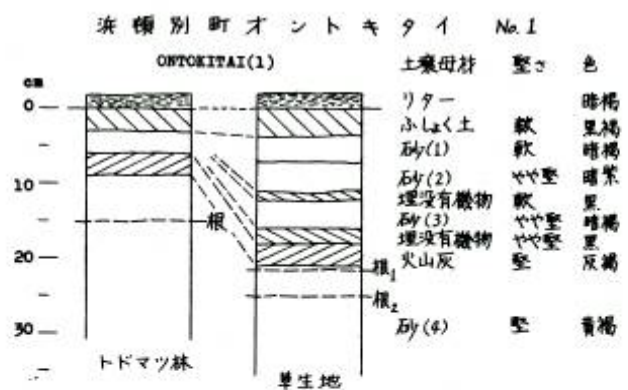 浜頓別町オントキタイ No.1
ONTOKITAI(1)
土壌母材 堅さ 色
cm
0
10
20
30
リター 暗褐
ふしょく土 軟 黒褐
砂(1) 軟 暗褐
砂(2) やや堅 暗紫
埋没有機物 軟 黒
砂(3) やや堅 暗褐
埋没有機物 やや堅 黒
火山灰 堅 灰褐
砂(4) 堅 黄褐
根
根1
根2
トドマツ林
草生地